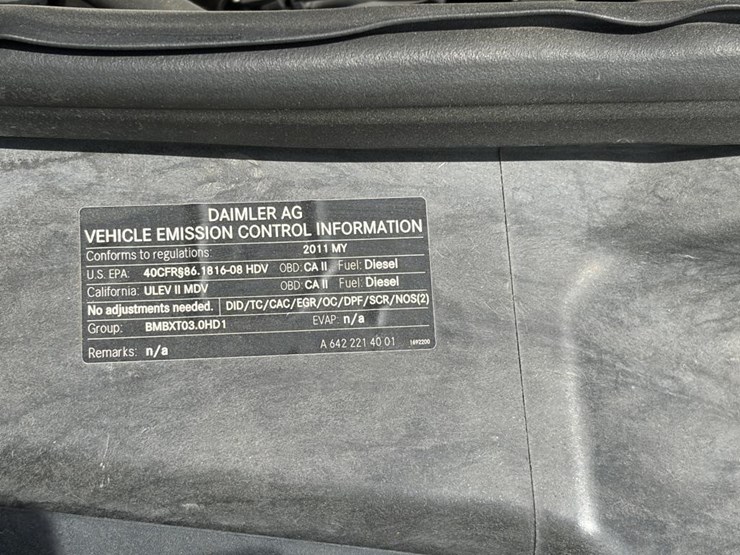 DAIMLER AG
VEHICLE EMISSION CONTROL INFORMATION
Conforms to regulations: 2011 MY
U.S. EPA: 40CFR§86.1816-08 HDV OBD: CA II Fuel: Diesel
California: ULEV II MDV OBD: CA II Fuel: Diesel
No adjustments needed. DID/TC/CAC/EGR/OC/DPF/SCR/NOS(2)
Group: BMBXT03.0HD1 EVAP: n/a
Remarks: n/a A 642 221 40 01 1692200